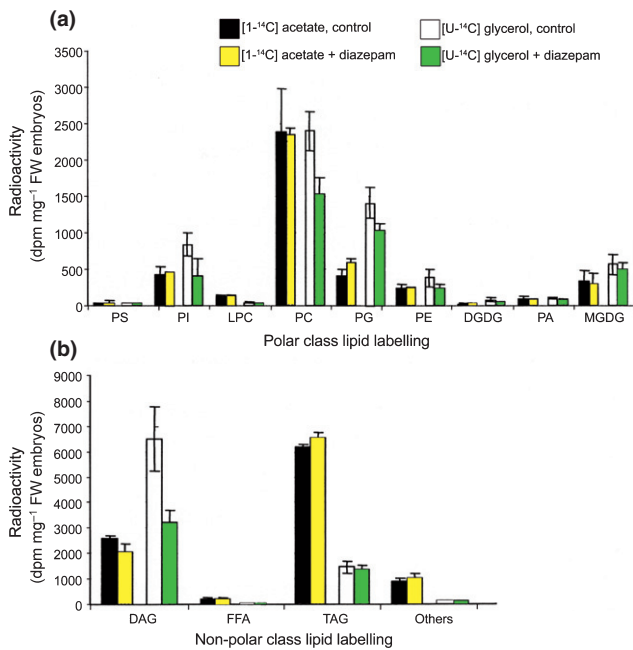 (a)
[1-¹⁴C] acetate, control
[U-¹⁴C] glycerol, control
[1-¹⁴C] acetate + diazepam
[U-¹⁴C] glycerol + diazepam
Radioactivity
(dpm mg⁻¹ FW embryos)
3500
3000
2500
2000
1500
1000
500
0
PS PI LPC PC PG PE DGDG PA MGDG
Polar class lipid labelling
(b)
Radioactivity
(dpm mg⁻¹ FW embryos)
9000
8000
7000
6000
5000
4000
3000
2000
1000
0
DAG FFA TAG Others
Non-polar class lipid labelling